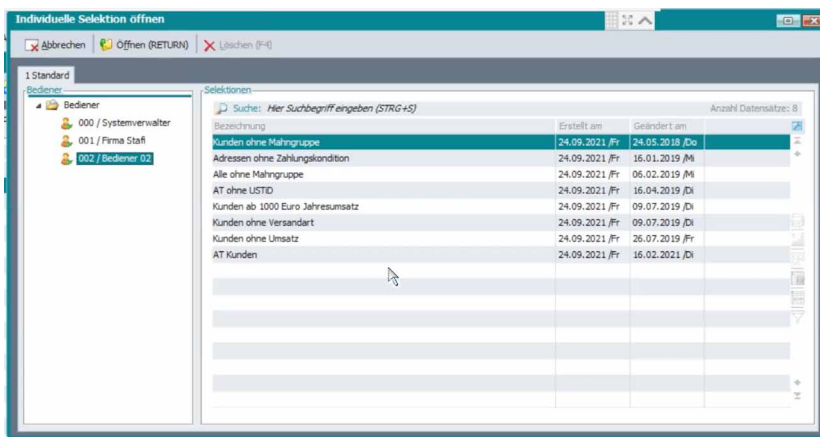 Individuelle Selektion öffnen
Abbrechen Öffnen (RETURN) Löschen (F4)
1 Standard
Bediener
Bediener
000 / Systemverwalter
001 / Firma Stafi
002 / Bediener 02
Selektionen
Suche: Hier Suchbegriff eingeben (STRG+S) Anzahl Datensätze: 8
Bezeichnung Erstellt am Geändert am
Kunden ohne Mahngruppe 24.09.2021 /Fr 24.05.2018 /Do
Adressen ohne Zahlungskondition 24.09.2021 /Fr 16.01.2019 /Mi
Alle ohne Mahngruppe 24.09.2021 /Fr 06.02.2019 /Mi
AT ohne USTID 24.09.2021 /Fr 16.04.2019 /Di
Kunden ab 1000 Euro Jahresumsatz 24.09.2021 /Fr 09.07.2019 /Di
Kunden ohne Versandart 24.09.2021 /Fr 09.07.2019 /Di
Kunden ohne Umsatz 24.09.2021 /Fr 26.07.2019 /Fr
AT Kunden 24.09.2021 /Fr 16.02.2021 /Di